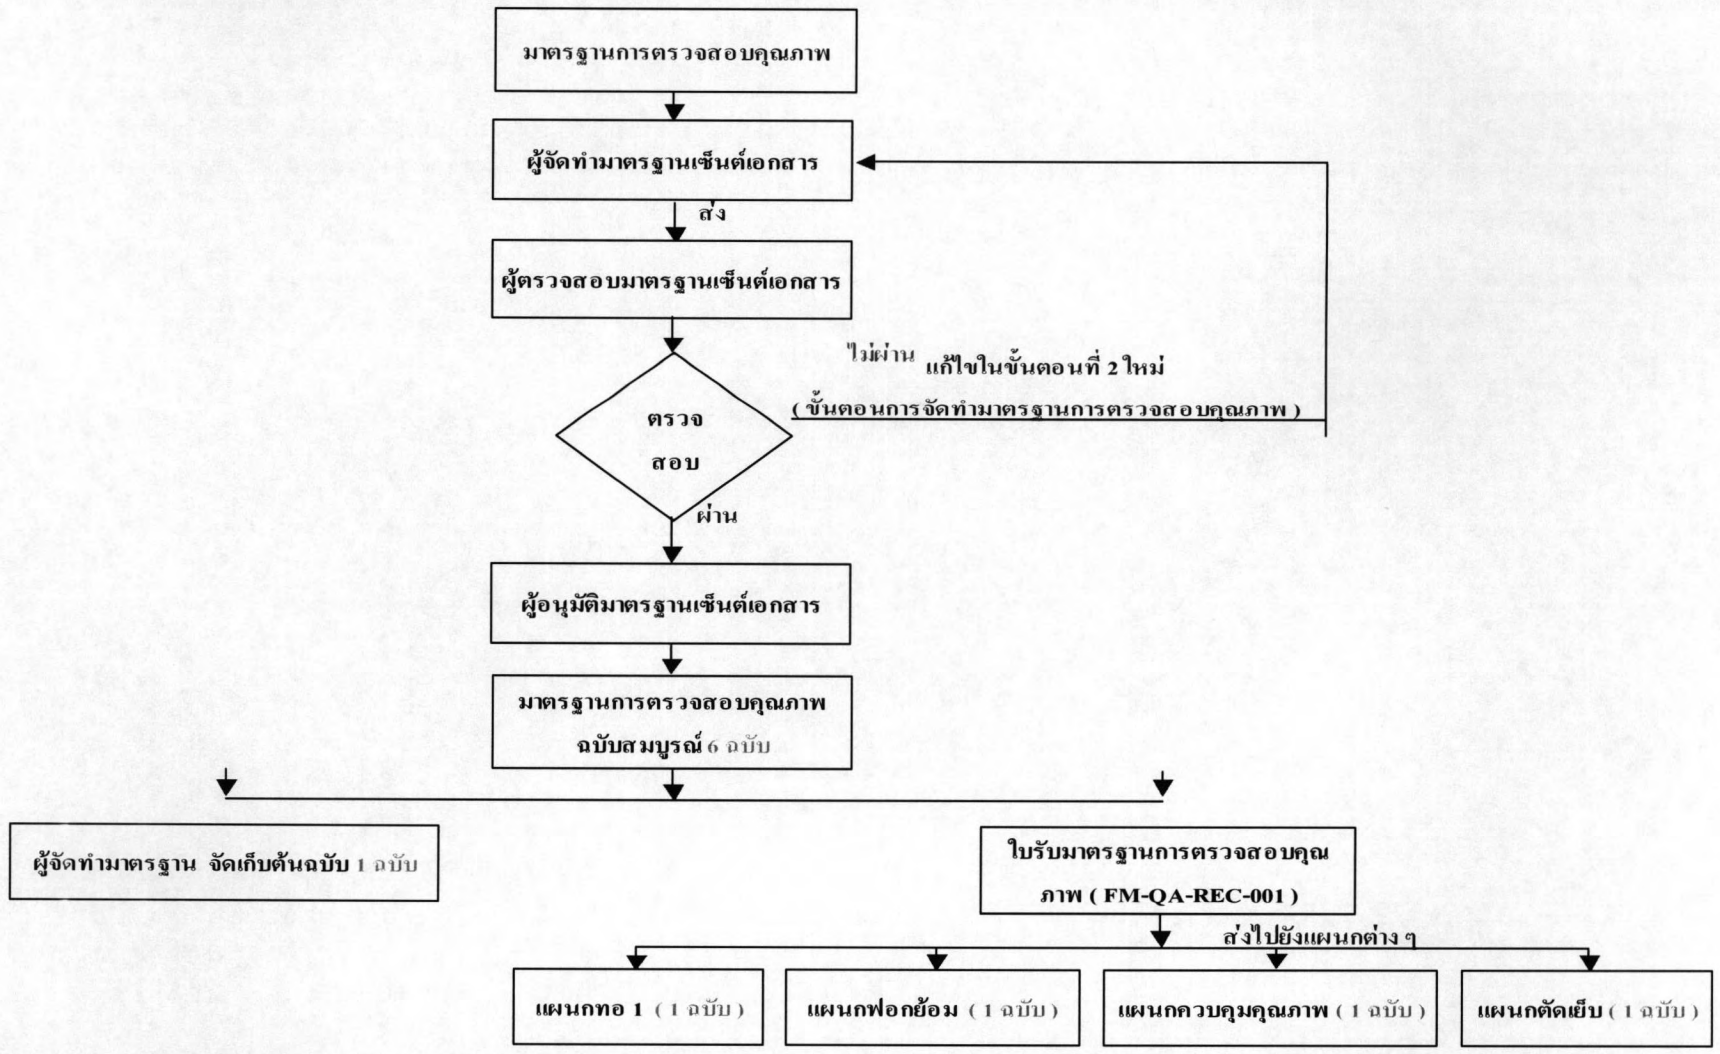 มาตรฐานการตรวจสอบคุณภาพ
ผู้จัดทำมาตรฐานเซ็นต์เอกสาร
ส่ง
ผู้ตรวจสอบมาตรฐานเซ็นต์เอกสาร
ไม่ผ่าน
แก้ไขในขั้นตอนที่ 2 ใหม่
( ขั้นตอนการจัดทำมาตรฐานการตรวจสอบคุณภาพ )
ตรวจ
สอบ
ผ่าน
ผู้อนุมัติมาตรฐานเซ็นต์เอกสาร
มาตรฐานการตรวจสอบคุณภาพ
ฉบับสมบูรณ์ 6 ฉบับ
ผู้จัดทำมาตรฐาน จัดเก็บต้นฉบับ 1 ฉบับ
ใบรับมาตรฐานการตรวจสอบคุณ
ภาพ ( FM-QA-REC-001 )
ส่งไปยังแผนกต่าง ๆ
แผนกทอ 1 ( 1 ฉบับ )
แผนกฟอกย้อม ( 1 ฉบับ )
แผนกควบคุมคุณภาพ ( 1 ฉบับ )
แผนกตัดเย็บ ( 1 ฉบับ )